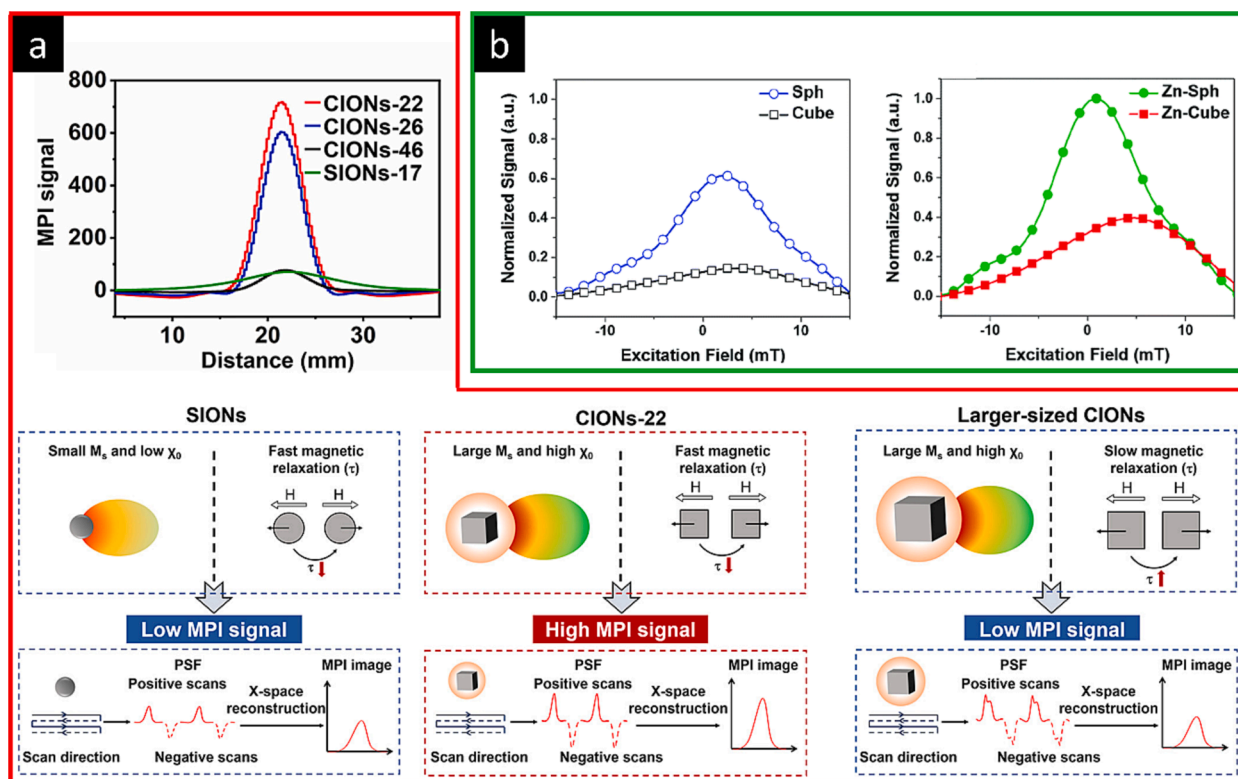 a
800
600
400
200
0
MPI signal
10
20
30
Distance (mm)
CIONs-22
CIONs-26
CIONs-46
SIONs-17
b
Normalized Signal (a.u.)
1.0
0.8
0.6
0.4
0.2
0.0
-10
0
10
Excitation Field (mT)
Sph
Cube
Normalized Signal (a.u.)
1.0
0.8
0.6
0.4
0.2
0.0
-10
0
10
Excitation Field (mT)
Zn-Sph
Zn-Cube
SIONs
Small Ms and low χ0
Fast magnetic
relaxation (τ)
H
H
τ
Low MPI signal
PSF
Positive scans
MPI image
X-space
reconstruction
Scan direction
Negative scans
CIONs-22
Large Ms and high χ0
Fast magnetic
relaxation (τ)
H
H
τ
High MPI signal
PSF
Positive scans
MPI image
X-space
reconstruction
Scan direction
Negative scans
Larger-sized CIONs
Large Ms and high χ0
Slow magnetic
relaxation (τ)
H
H
τ
Low MPI signal
PSF
Positive scans
MPI image
X-space
reconstruction
Scan direction
Negative scans